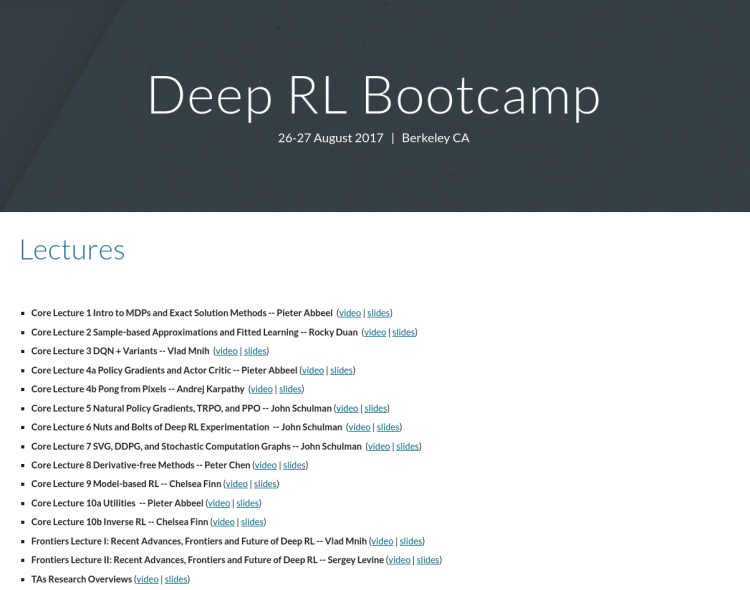 Deep RL Bootcamp
26-27 August 2017 | Berkeley CA
Lectures
▪ Core Lecture 1 Intro to MDPs and Exact Solution Methods -- Pieter Abbeel (video | slides)
▪ Core Lecture 2 Sample-based Approximations and Fitted Learning -- Rocky Duan (video | slides)
▪ Core Lecture 3 DQN + Variants -- Vlad Mnih (video | slides)
▪ Core Lecture 4a Policy Gradients and Actor Critic -- Pieter Abbeel (video | slides)
▪ Core Lecture 4b Pong from Pixels -- Andrej Karpathy (video | slides)
▪ Core Lecture 5 Natural Policy Gradients, TRPO, and PPO -- John Schulman (video | slides)
▪ Core Lecture 6 Nuts and Bolts of Deep RL Experimentation -- John Schulman (video | slides)
▪ Core Lecture 7 SVG, DDPG, and Stochastic Computation Graphs -- John Schulman (video | slides)
▪ Core Lecture 8 Derivative-free Methods -- Peter Chen (video | slides)
▪ Core Lecture 9 Model-based RL -- Chelsea Finn (video | slides)
▪ Core Lecture 10a Utilities -- Pieter Abbeel (video | slides)
▪ Core Lecture 10b Inverse RL -- Chelsea Finn (video | slides)
▪ Frontiers Lecture I: Recent Advances, Frontiers and Future of Deep RL -- Vlad Mnih (video | slides)
▪ Frontiers Lecture II: Recent Advances, Frontiers and Future of Deep RL -- Sergey Levine (video | slides)
▪ TAs Research Overviews (video | slides)